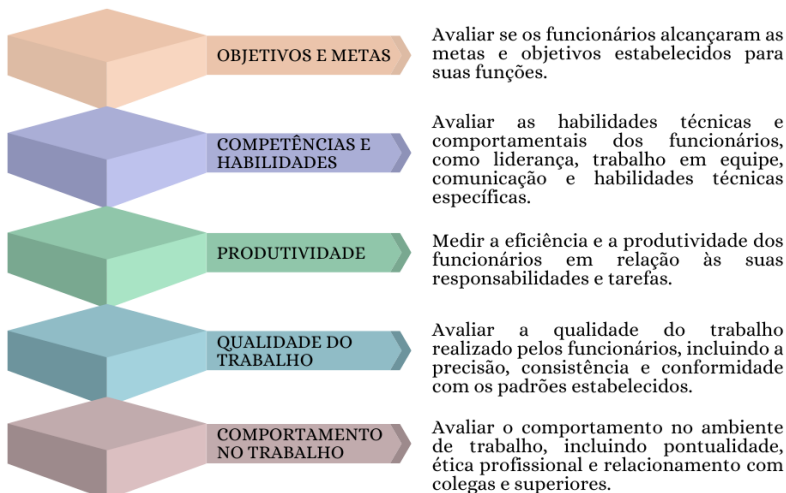 OBJETIVOS E METAS
Avaliar se os funcionários alcançaram as
metas e objetivos estabelecidos para
suas funções.
COMPETÊNCIAS E
HABILIDADES
Avaliar as habilidades técnicas e
comportamentais dos funcionários,
como liderança, trabalho em equipe,
comunicação e habilidades técnicas
específicas.
PRODUTIVIDADE
Medir a eficiência e a produtividade dos
funcionários em relação às suas
responsabilidades e tarefas.
QUALIDADE DO
TRABALHO
Avaliar a qualidade do trabalho
realizado pelos funcionários, incluindo a
precisão, consistência e conformidade
com os padrões estabelecidos.
COMPORTAMENTO
NO TRABALHO
Avaliar o comportamento no ambiente
de trabalho, incluindo pontualidade,
ética profissional e relacionamento com
colegas e superiores.